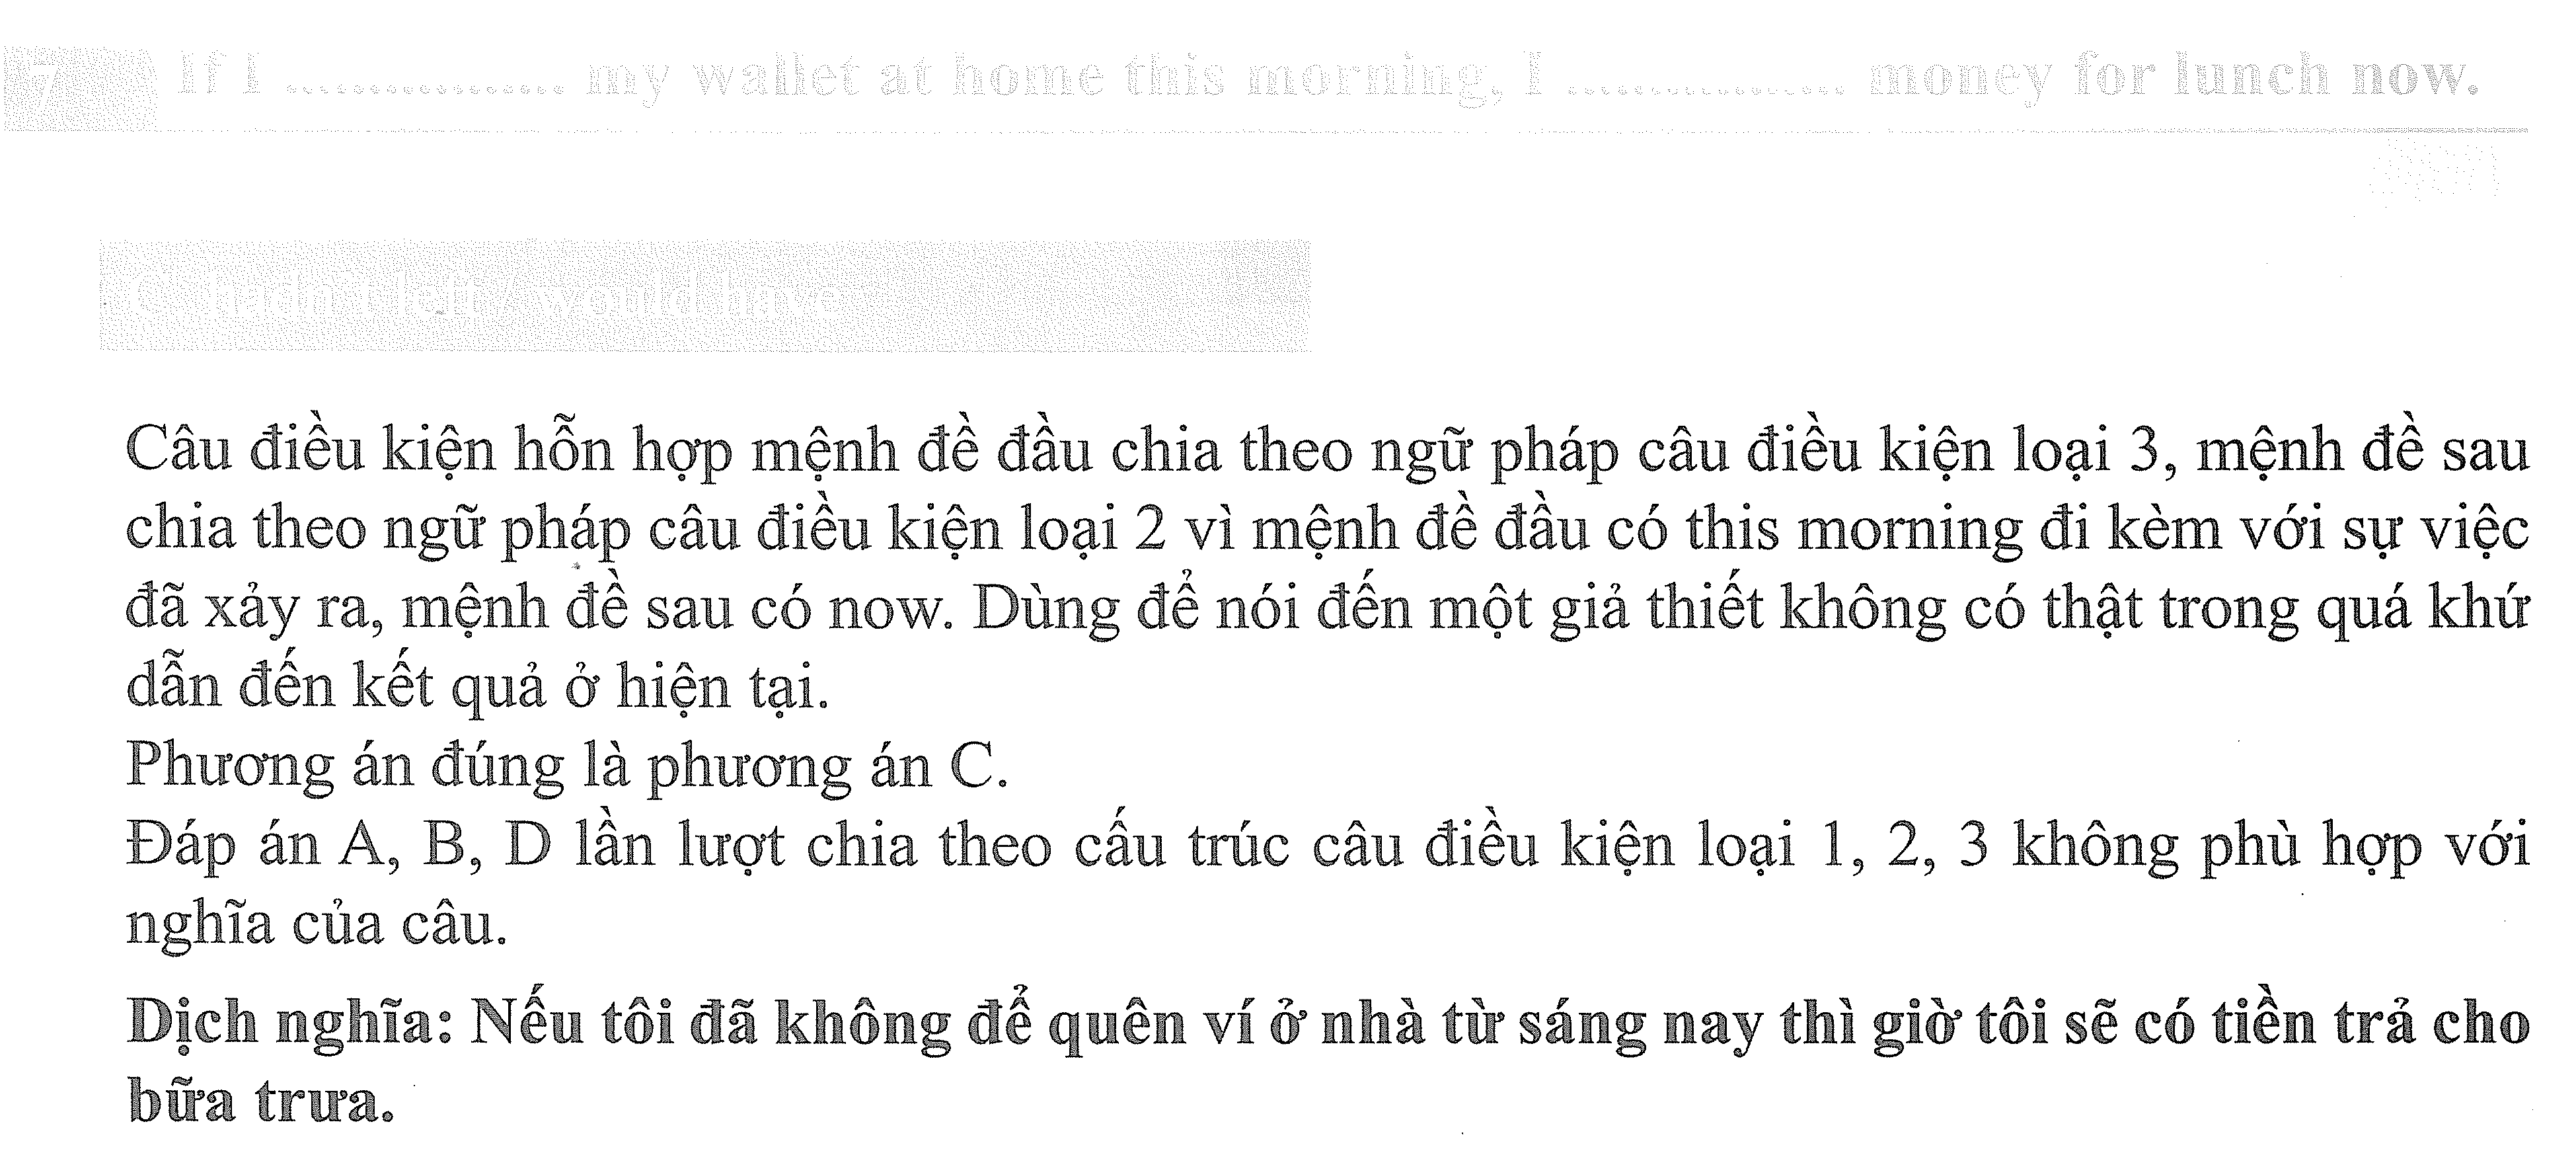 7 If I ................. my wallet at home this morning, I ................. money for lunch now.
C. hadn't left / would have
Câu điều kiện hỗn hợp mệnh đề đầu chia theo ngữ pháp câu điều kiện loại 3, mệnh đề sau
chia theo ngữ pháp câu điều kiện loại 2 vì mệnh đề đầu có this morning đi kèm với sự việc
đã xảy ra, mệnh đề sau có now. Dùng để nói đến một giả thiết không có thật trong quá khứ
dẫn đến kết quả ở hiện tại.
Phương án đúng là phương án C.
Đáp án A, B, D lần lượt chia theo cấu trúc câu điều kiện loại 1, 2, 3 không phù hợp với
nghĩa của câu.
Dịch nghĩa: Nếu tôi đã không để quên ví ở nhà từ sáng nay thì giờ tôi sẽ có tiền trả cho
bữa trưa.